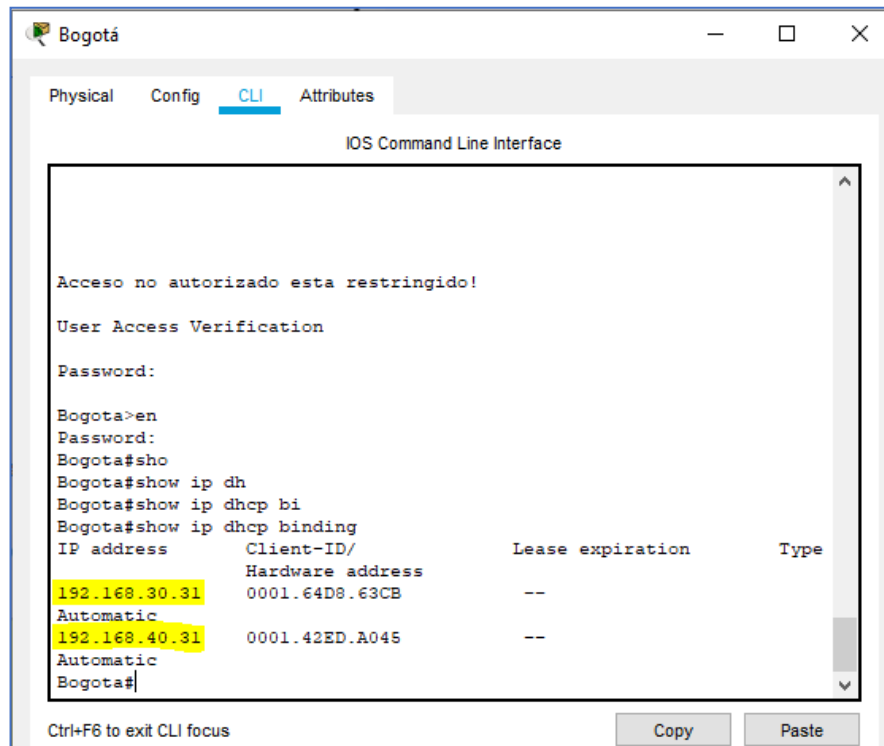 Bogotá
Physical Config CLI Attributes
IOS Command Line Interface
Acceso no autorizado esta restringido!
User Access Verification
Password:
Bogota>en
Password:
Bogota#sho
Bogota#show ip dh
Bogota#show ip dhcp bi
Bogota#show ip dhcp binding
IP address Client-ID/ Lease expiration Type
Hardware address
192.168.30.31 0001.64D8.63CB --
Automatic
192.168.40.31 0001.42ED.A045 --
Automatic
Bogota#
Ctrl+F6 to exit CLI focus Copy Paste